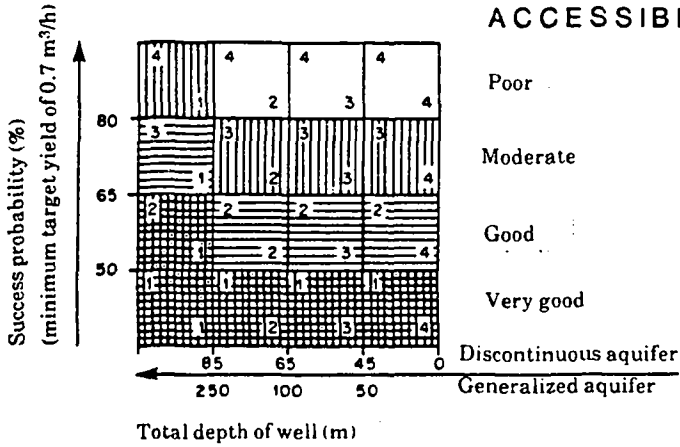 ACCESSIBI
Success probability (%)
(minimum target yield of 0.7 m³/h)
4 4 4 4
Poor
1 2 3 4
80
3 3 3 3
Moderate
1 2 3 4
65
2 2 2 2
Good
1 2 3 4
50
1 1 1 1
Very good
1 2 3 4
85 65 45 0 Discontinuous aquifer
250 100 50 Generalized aquifer
Total depth of well (m)